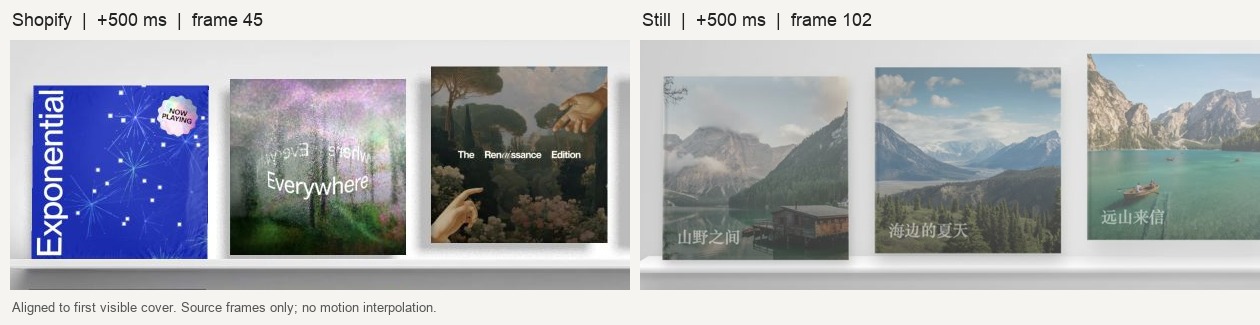 Shopify | +500 ms | frame 45
Still | +500 ms | frame 102
Exponential
NOW
PLAYING
Everywhere
Everywhere
The Renaissance Edition
山野之间
海边的夏天
远山来信
Aligned to first visible cover. Source frames only; no motion interpolation.